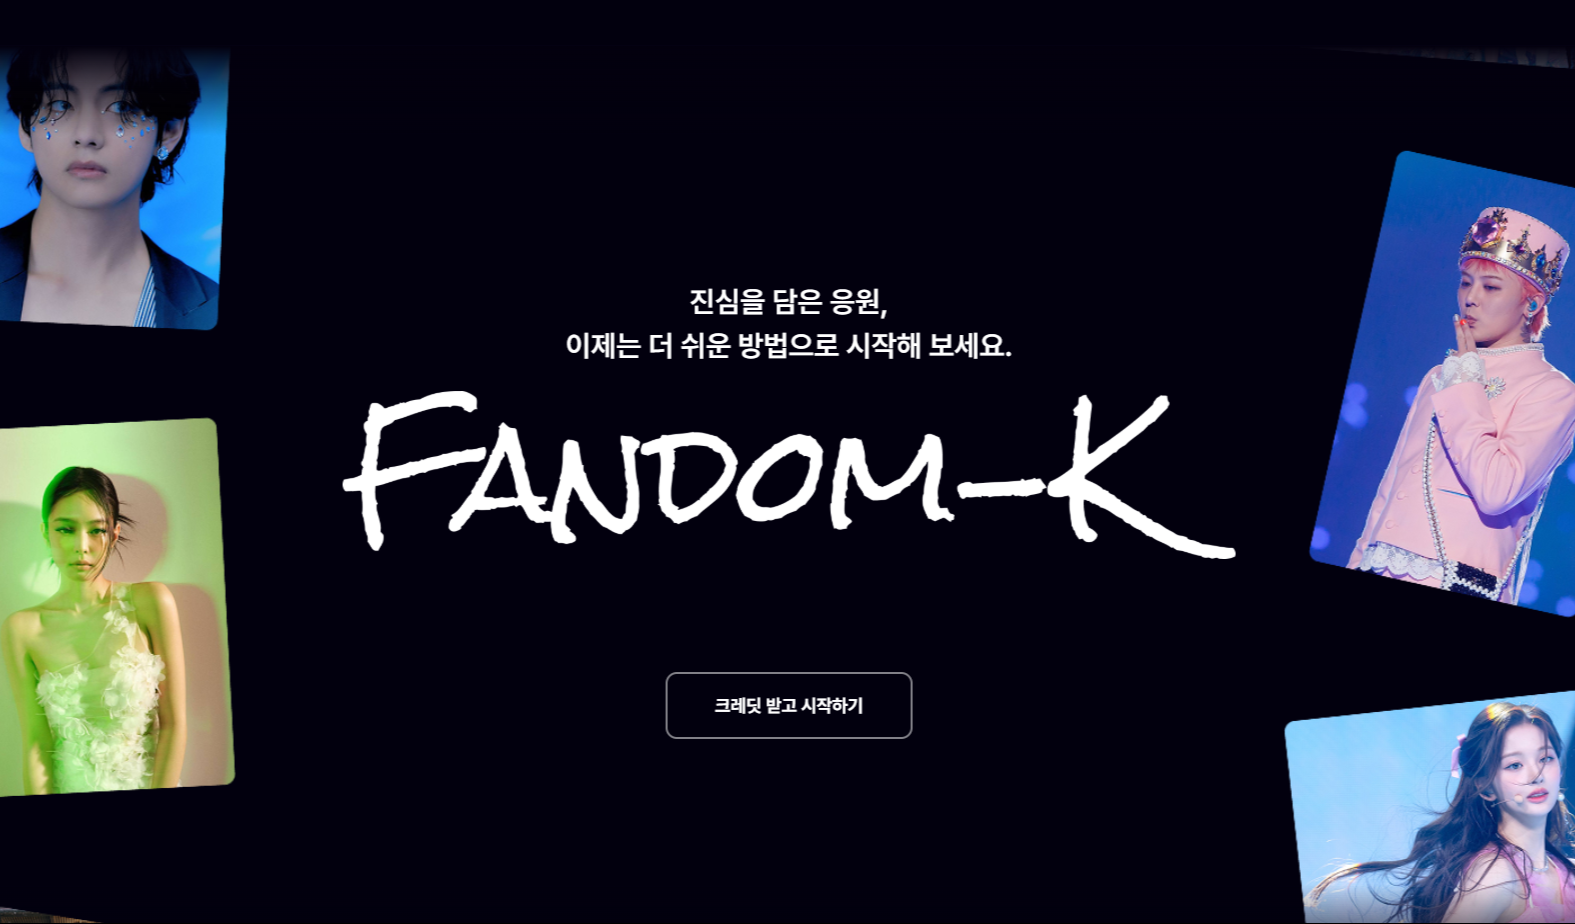 진심을 담은 응원,
이제는 더 쉬운 방법으로 시작해 보세요.
FANDOM-K
크레딧 받고 시작하기